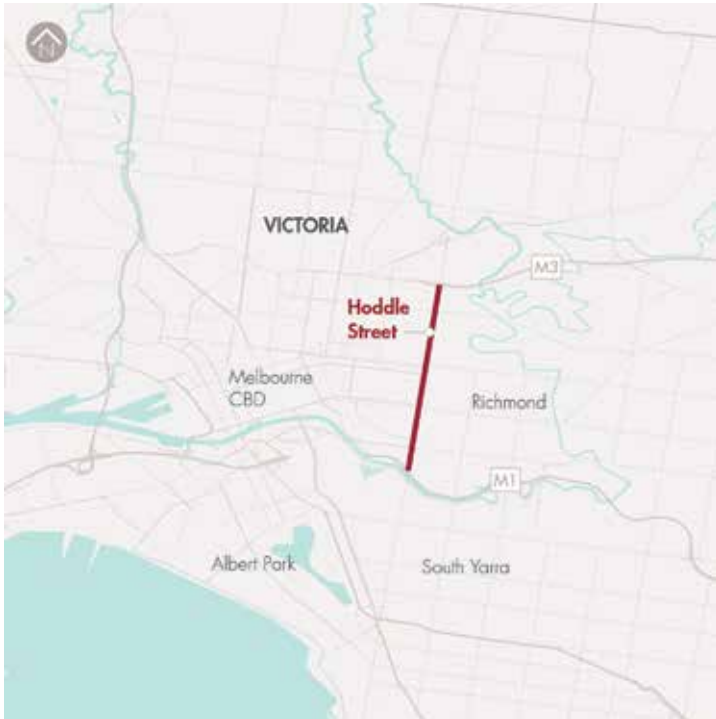 N
VICTORIA
M3
Hoddle
Street
Melbourne
CBD
Richmond
M1
Albert Park
South Yarra